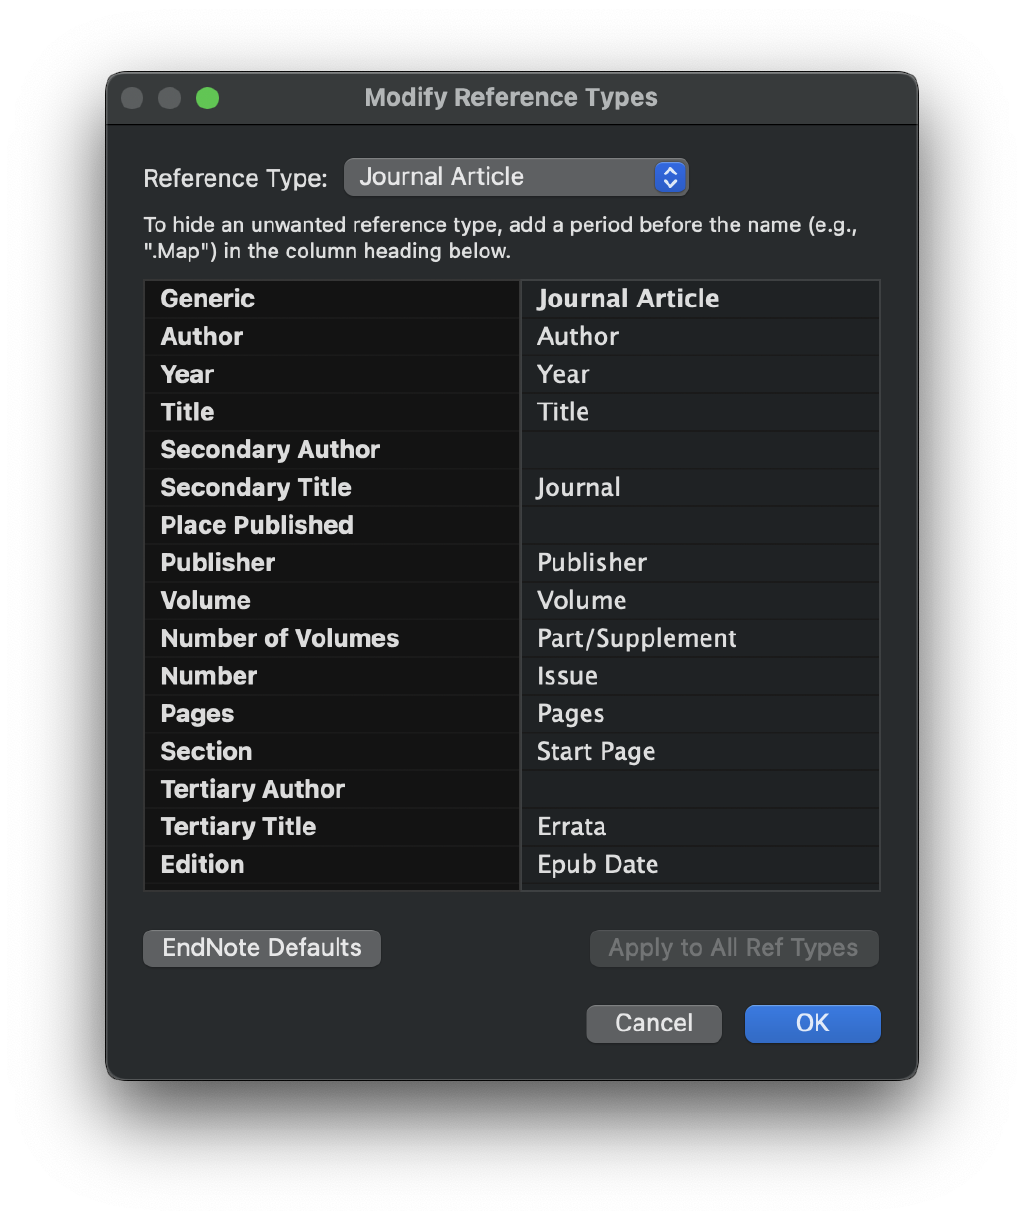 Modify Reference Types
Reference Type: Journal Article
To hide an unwanted reference type, add a period before the name (e.g.,
".Map") in the column heading below.
Generic Journal Article
Author Author
Year Year
Title Title
Secondary Author
Secondary Title Journal
Place Published
Publisher Publisher
Volume Volume
Number of Volumes Part/Supplement
Number Issue
Pages Pages
Section Start Page
Tertiary Author
Tertiary Title Errata
Edition Epub Date
EndNote Defaults Apply to All Ref Types
Cancel OK